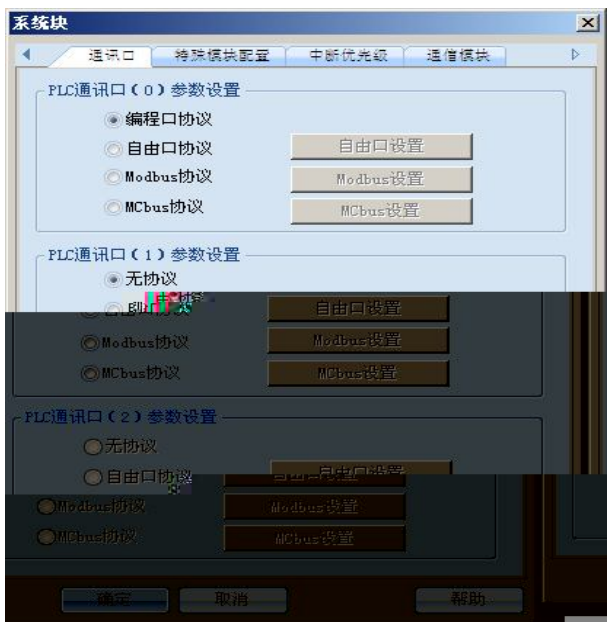 系统块
通讯口 特殊模块配置 中断优先级 通信模块
PLC通讯口(0)参数设置
编程口协议
自由口协议 自由口设置
Modbus协议 Modbus设置
MCbus协议 MCbus设置
PLC通讯口(1)参数设置
无协议
自由口设置
Modbus协议 Modbus设置
MCbus协议 MCbus设置
PLC通讯口(2)参数设置
无协议
自由口协议 自由口设置
Modbus协议 Modbus设置
MCbus协议 MCbus设置
确定 取消 帮助